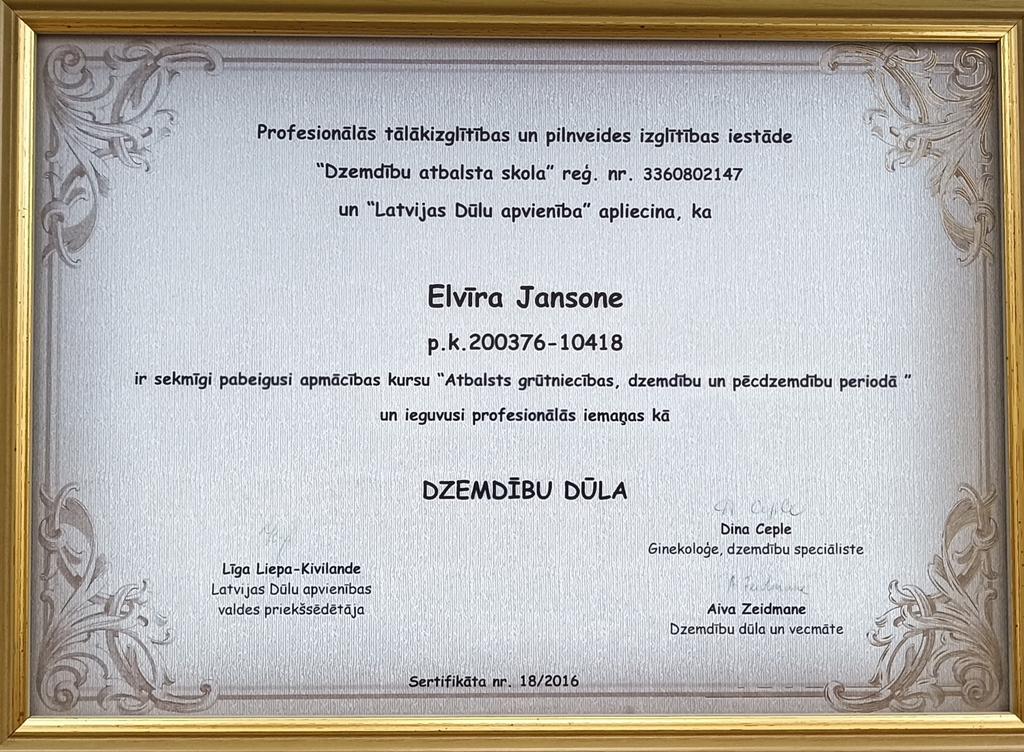 Profesionālās tālākizglītības un pilnveides izglītības iestāde
“Dzemdību atbalsta skola” reģ. nr. 3360802147
un “Latvijas Dūlu apvienība” apliecina, ka
Elvīra Jansone
p.k.200376-10418
ir sekmīgi pabeigusi apmācības kursu “Atbalsts grūtniecības, dzemdību un pēcdzemdību periodā ”
un ieguvusi profesionālās iemaņas kā
DZEMDĪBU DŪLA
Ceple
Dina Ceple
Ginekoloģe, dzemdību speciāliste
Līga Liepa-Kivilande
Latvijas Dūlu apvienības
valdes priekšsēdētāja
Zeidmane
Aiva Zeidmane
Dzemdību dūla un vecmāte
Sertifikāta nr. 18/2016